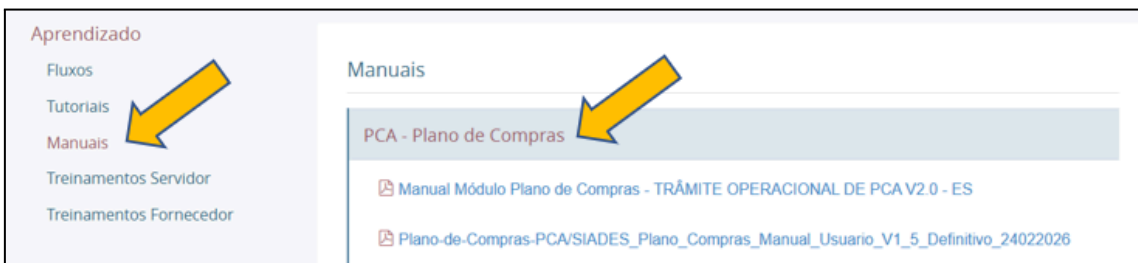 Aprendizado
Fluxos
Tutoriais
Manuais
Treinamentos Servidor
Treinamentos Fornecedor
Manuais
PCA - Plano de Compras
Manual Módulo Plano de Compras - TRÂMITE OPERACIONAL DE PCA V2.0 - ES
Plano-de-Compras-PCA/SIADES_Plano_Compras_Manual_Usuario_V1_5_Definitivo_24022026